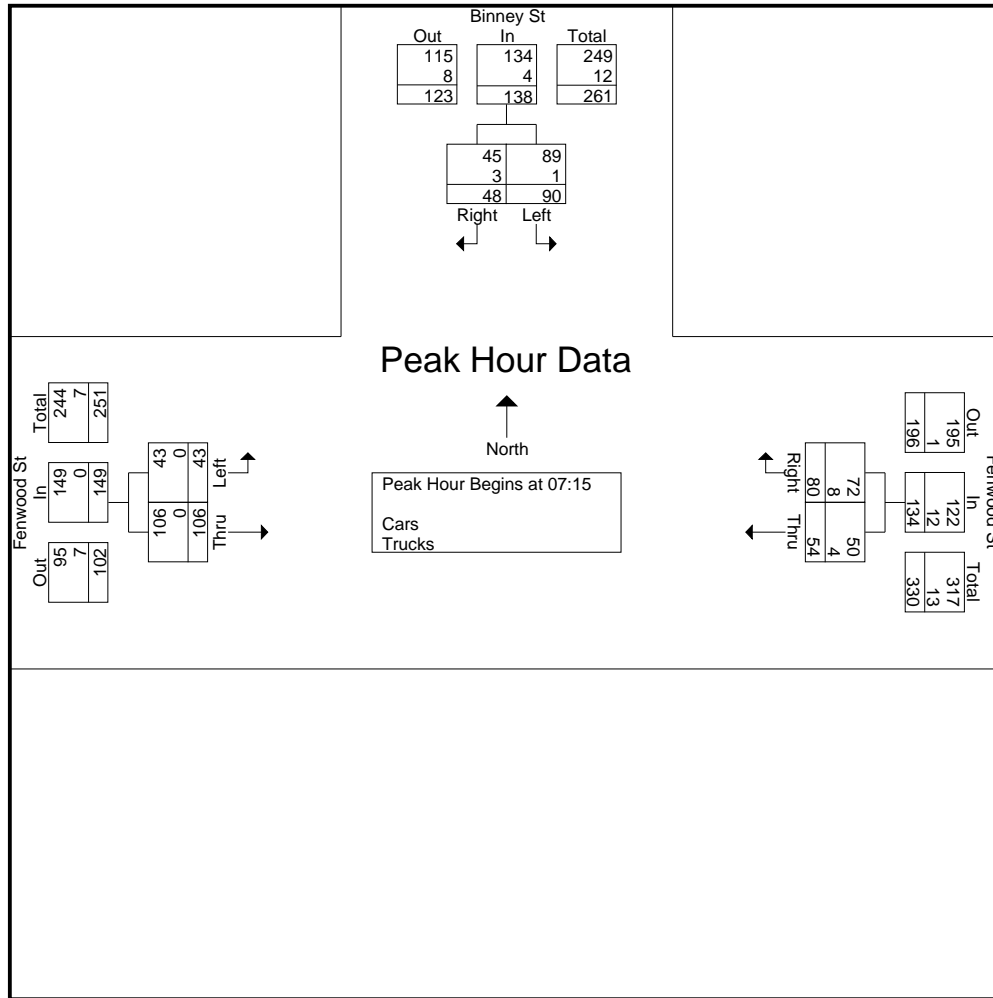 Binney St
Out In Total
115 134 249
8 4 12
123 138 261
45 89
3 1
48 90
Right Left
Peak Hour Data
North
Peak Hour Begins at 07:15
Cars
Trucks
Fenwood St
Out In Total
95 149 244
7 0 7
102 149 251
Thru Left
106 43
0 0
106 43
Fenwood St
Out In Total
195 122 317
1 12 13
196 134 330
72 50
8 4
80 54
Right Thru